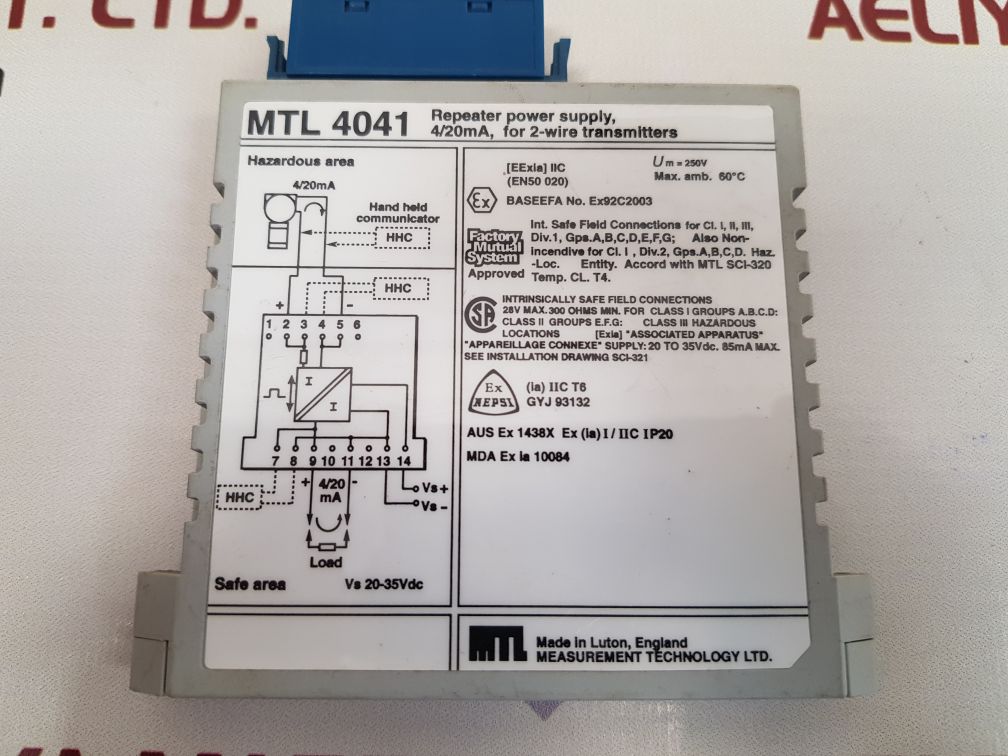 T. LTD.
AELIY
MTL 4041
Repeater power supply,
4/20mA, for 2-wire transmitters
Hazardous area
4/20mA
Hand held
communicator
HHC
HHC
+ -
1 2 3 4 5 6
I
I
7 8 9 10 11 12 13 14
HHC
+ 4/20 -
mA
Vs+
Vs-
Load
Safe area
Vs 20-35Vdc
[EExia] IIC
(EN50 020)
Um = 250V
Max. amb. 60°C
Ex
BASEEFA No. Ex92C2003
Factory
Mutual
System
Approved
Int. Safe Field Connections for Cl. I, II, III,
Div.1, Gps.A,B,C,D,E,F,G; Also Non-
incendive for Cl. I , Div.2, Gps.A,B,C,D. Haz.
-Loc. Entity. Accord with MTL SCI-320
Temp. CL. T4.
SA
INTRINSICALLY SAFE FIELD CONNECTIONS
28V MAX.300 OHMS MIN. FOR CLASS I GROUPS A.B.C.D:
CLASS II GROUPS E.F.G: CLASS III HAZARDOUS
LOCATIONS [Exia] "ASSOCIATED APPARATUS"
"APPAREILLAGE CONNEXE" SUPPLY: 20 TO 35Vdc. 85mA MAX.
SEE INSTALLATION DRAWING SCI-321
Ex
NEPSI
(ia) IIC T6
GYJ 93132
AUS Ex 1438X Ex (ia) I / IIC IP20
MDA Ex ia 10084
MTL
Made in Luton, England
MEASUREMENT TECHNOLOGY LTD.